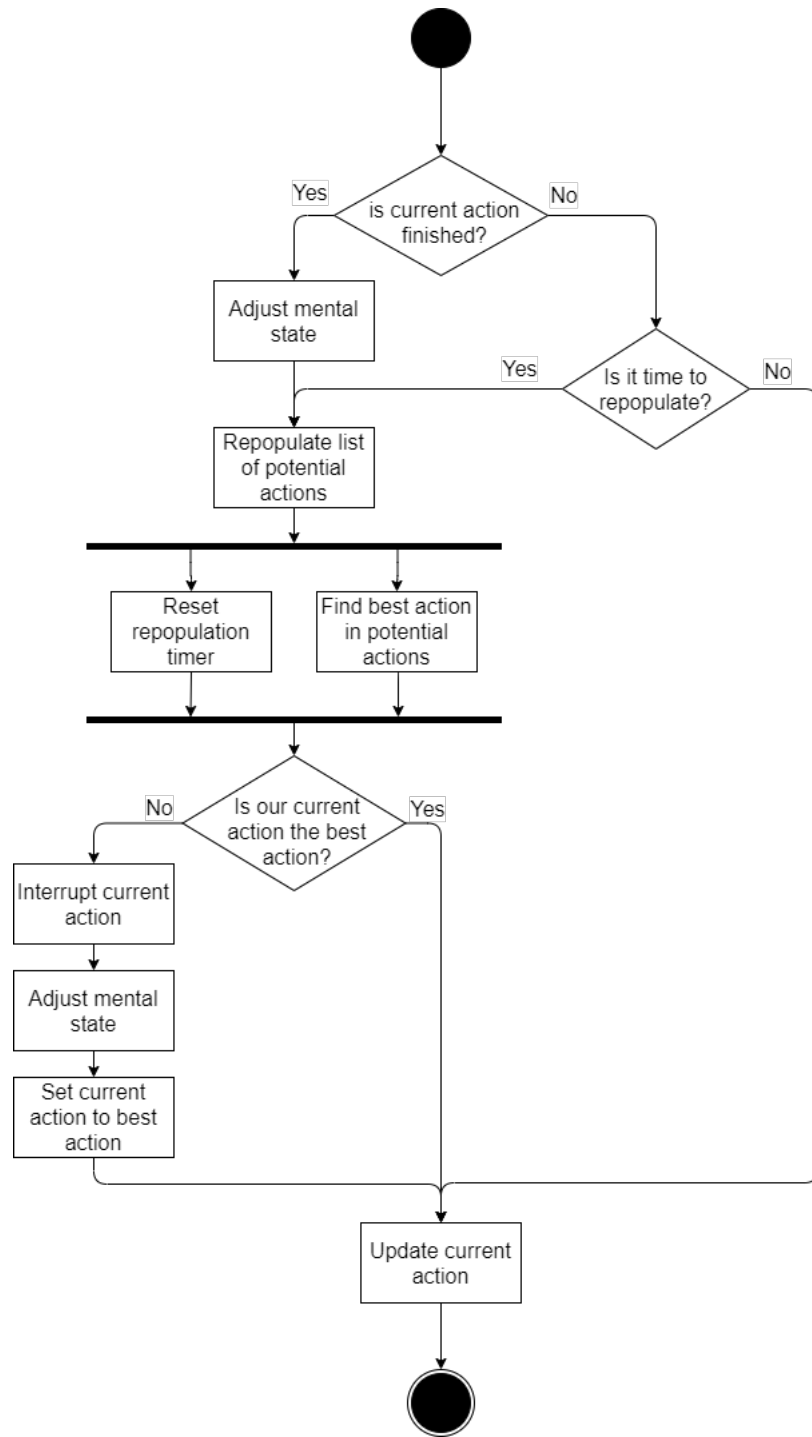 Yes
No
is current action
finished?
Adjust mental
state
Yes
No
Is it time to
repopulate?
Repopulate list
of potential
actions
Reset
repopulation
timer
Find best action
in potential
actions
No
Yes
Is our current
action the best
action?
Interrupt current
action
Adjust mental
state
Set current
action to best
action
Update current
action